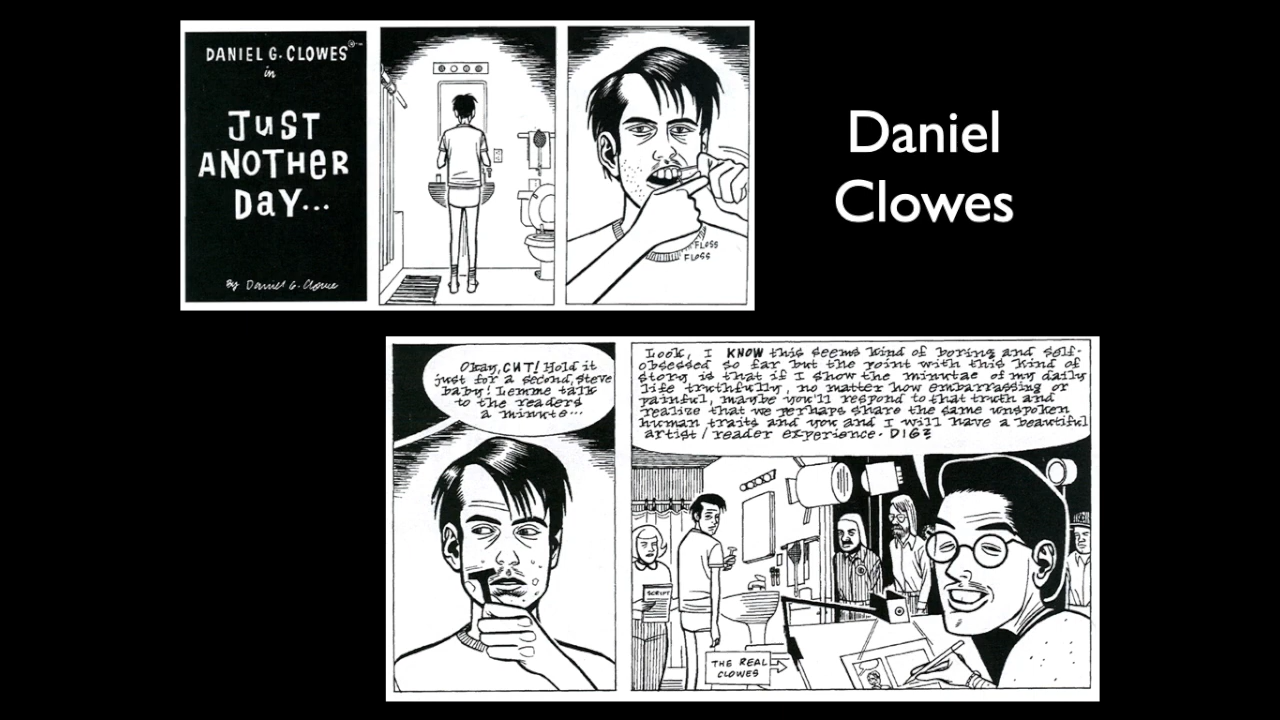 DANIEL G. CLOWES®
in
JUST
ANOTHER
DAY...
By Daniel G. Clowes
FLOSS
FLOSS
Daniel
Clowes
Okay, CUT! Hold it
just for a second, Steve
baby! Lemme talk
to the readers
a minute...
Look, I KNOW this seems kind of boring and self-
obsessed so far but the point with this kind of
story is that if I show the minutae of my daily
life truthfully, no matter how embarrassing or
painful, maybe you'll respond to that truth and
realize that we perhaps share the same unspoken
human traits and you and I will have a beautiful
artist/reader experience. DIG?
SCRIPT
THE REAL
CLOWES